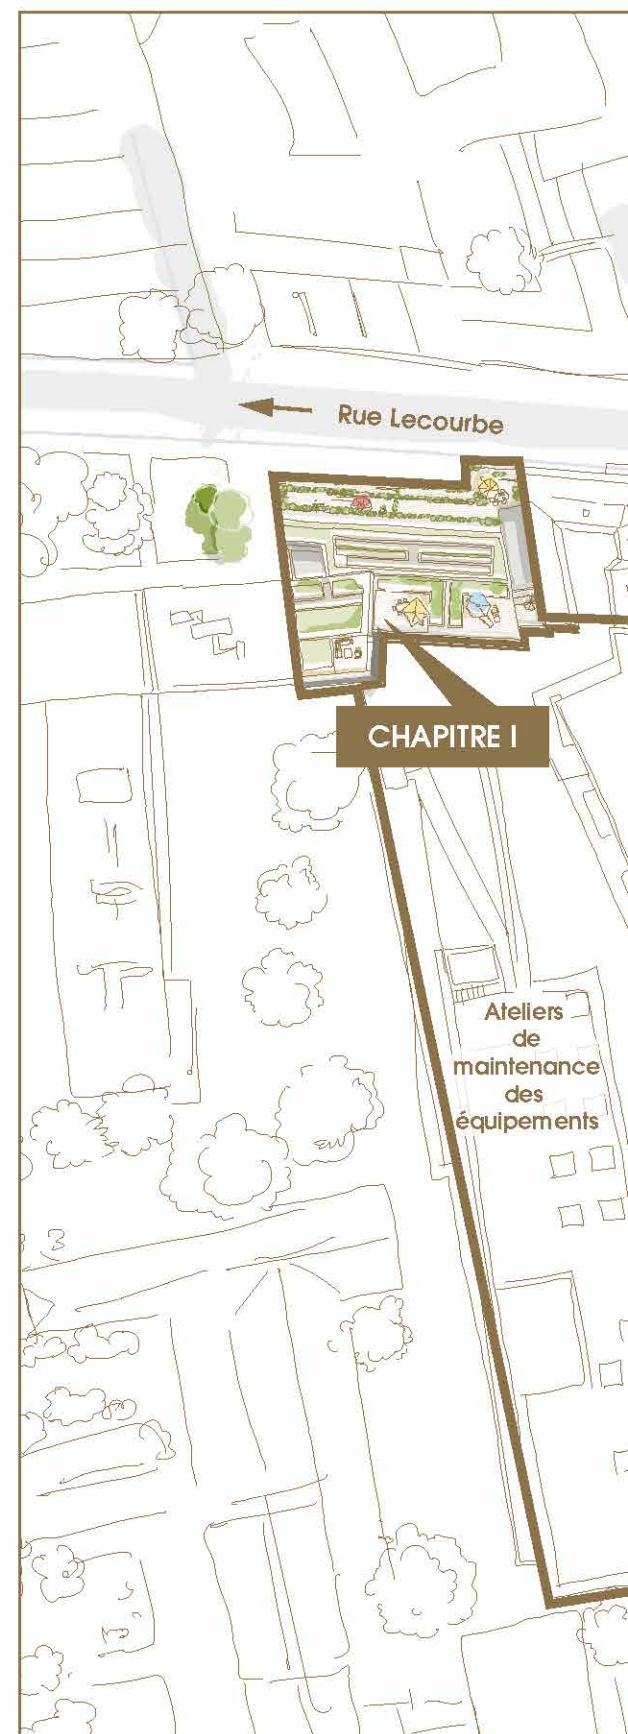 Rue Lecourbe
CHAPITRE I
Ateliers
de
maintenance
des
équipements